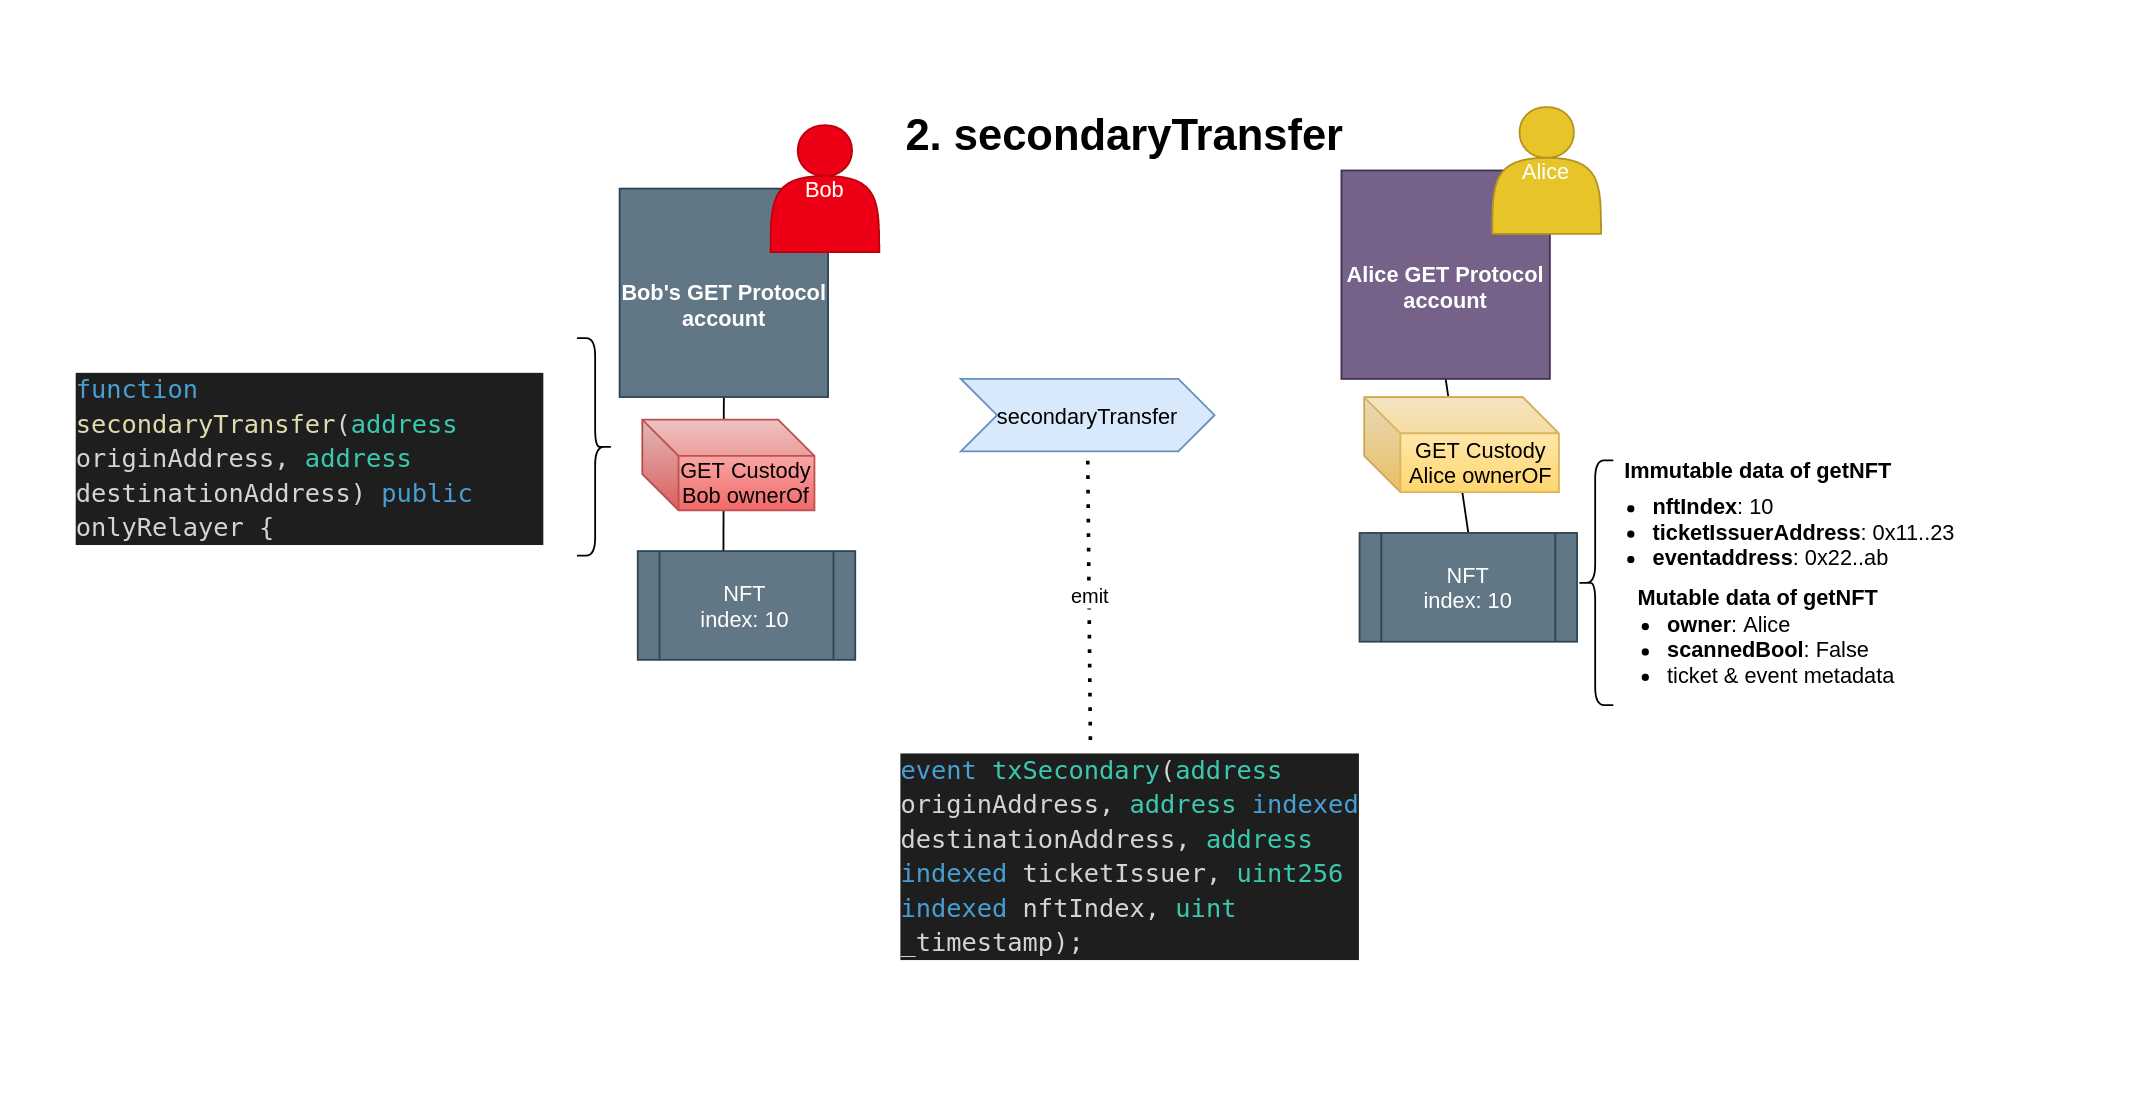 2. secondaryTransfer
Bob
Bob's GET Protocol
account
function
secondaryTransfer(address
originAddress, address
destinationAddress) public
onlyRelayer {
GET Custody
Bob ownerOf
NFT
index: 10
secondaryTransfer
emit
event txSecondary(address
originAddress, address indexed
destinationAddress, address
indexed ticketIssuer, uint256
indexed nftIndex, uint
_timestamp);
Alice
Alice GET Protocol
account
GET Custody
Alice ownerOF
NFT
index: 10
Immutable data of getNFT
• nftIndex: 10
• ticketIssuerAddress: 0x11..23
• eventaddress: 0x22..ab
Mutable data of getNFT
• owner: Alice
• scannedBool: False
• ticket & event metadata